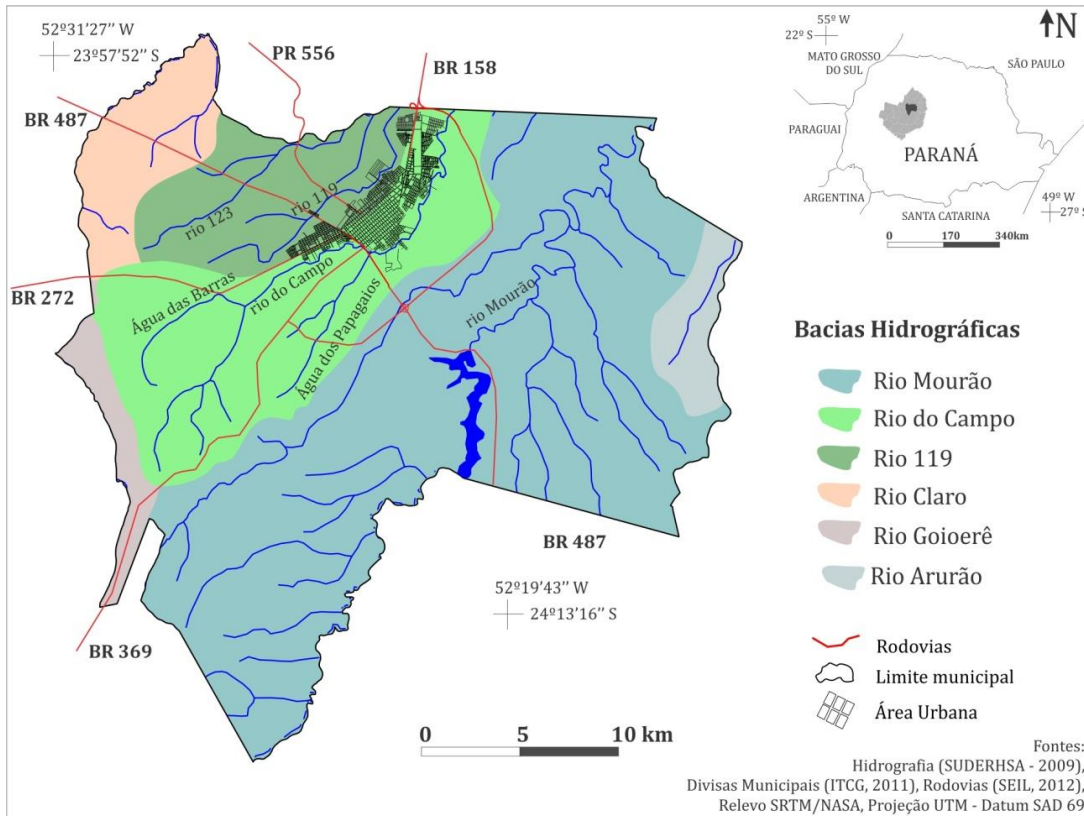 52º31'27'' W
23º57'52'' S
PR 556
BR 158
BR 487
rio 123
rio 119
BR 272
Água das Barras
rio do Campo
Água dos Papagaios
rio Mourão
BR 487
BR 369
52º19'43'' W
24º13'16'' S
0 5 10 km
55º W
22º S
N
MATO GROSSO
DO SUL
SÃO PAULO
PARAGUAI
PARANÁ
ARGENTINA
SANTA CATARINA
49º W
27º S
0 170 340km
Bacias Hidrográficas
Rio Mourão
Rio do Campo
Rio 119
Rio Claro
Rio Goioerê
Rio Arurão
Rodovias
Limite municipal
Área Urbana
Fontes:
Hidrografia (SUDERHSA - 2009),
Divisas Municipais (ITCG, 2011), Rodovias (SEIL, 2012),
Relevo SRTM/NASA, Projeção UTM - Datum SAD 69